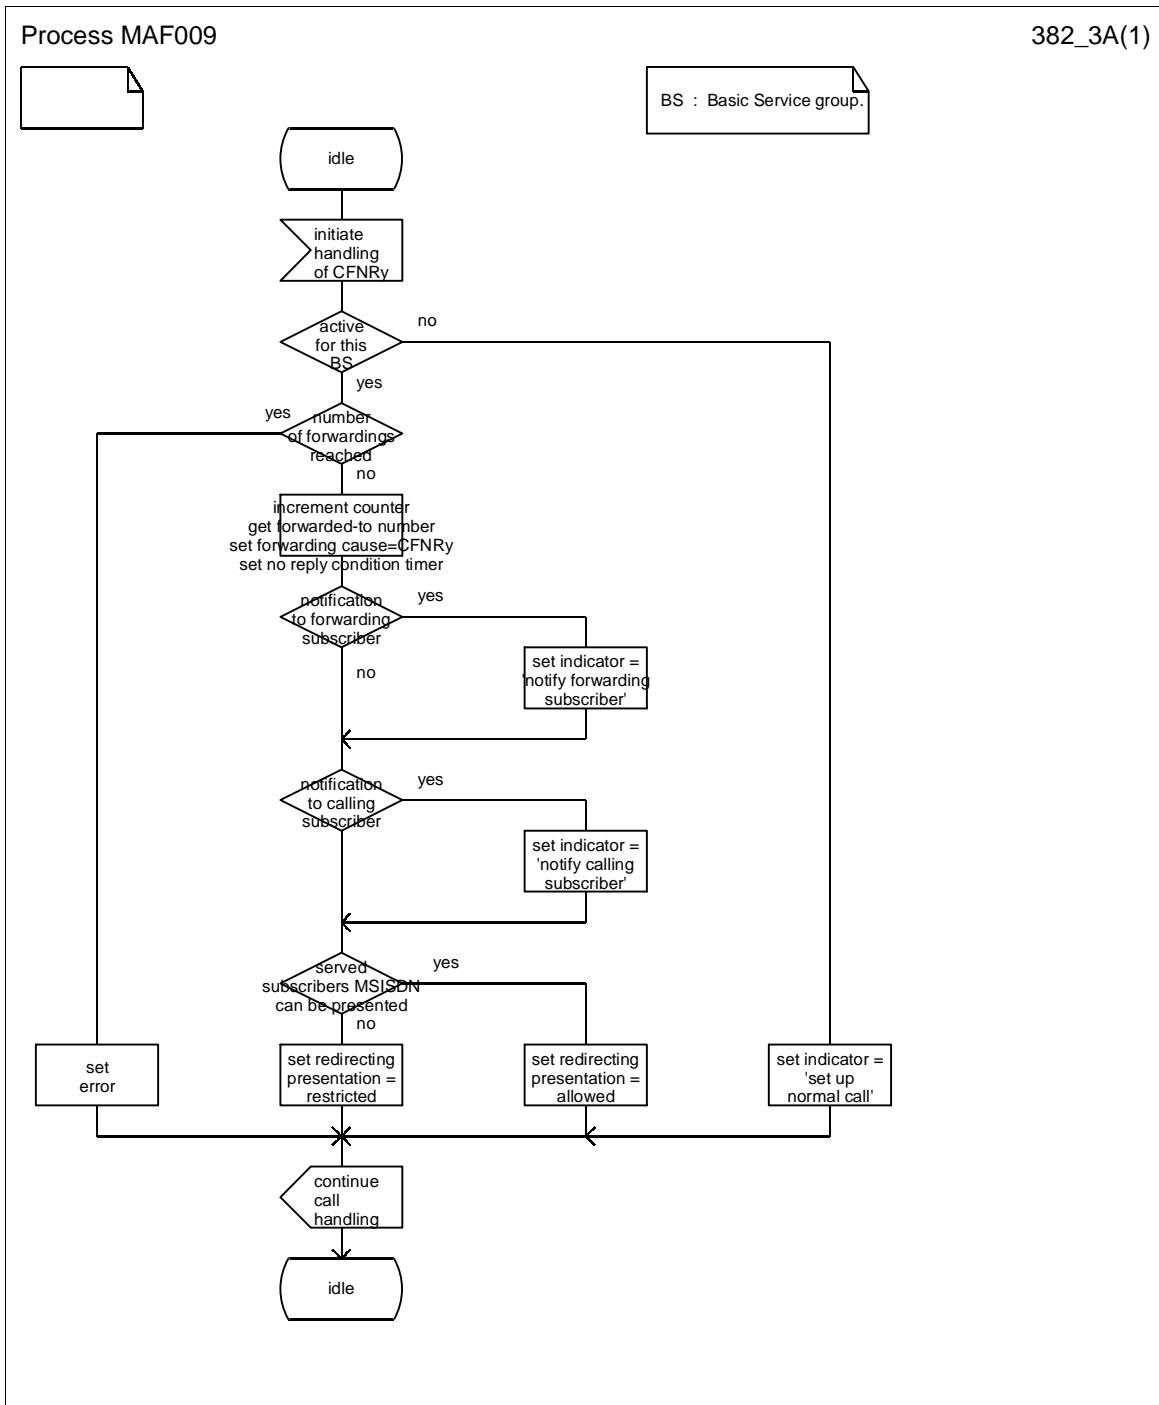 Process MAF009
382_3A(1)
BS : Basic Service group.
idle
initiate
handling
of CFNRy
active
for this
BS
no
yes
number
of forwardings
reached
yes
no
increment counter
get forwarded-to number
set forwarding cause=CFNRy
set no reply condition timer
notification
to forwarding
subscriber
yes
no
set indicator =
'notify forwarding
subscriber'
notification
to calling
subscriber
yes
set indicator =
'notify calling
subscriber'
served
subscribers MSISDN
can be presented
yes
no
set
error
set redirecting
presentation =
restricted
set redirecting
presentation =
allowed
set indicator =
'set up
normal call'
continue
call
handling
idle